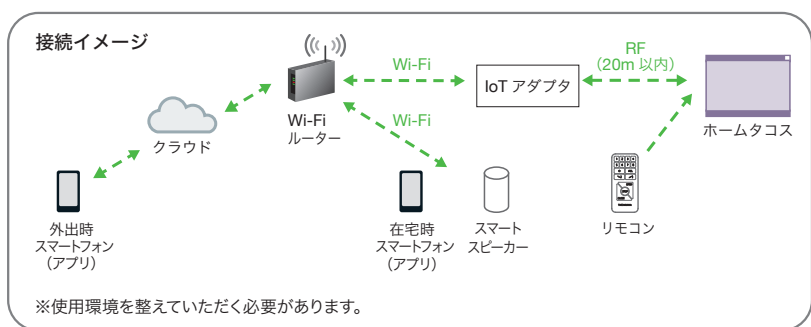 接続イメージ
Wi-Fi
RF
（20m 以内）
IoT アダプタ
ホームタコス
Wi-Fi
ルーター
Wi-Fi
クラウド
外出時
スマートフォン
（アプリ）
在宅時
スマートフォン
（アプリ）
スマート
スピーカー
リモコン
※使用環境を整えていただく必要があります。